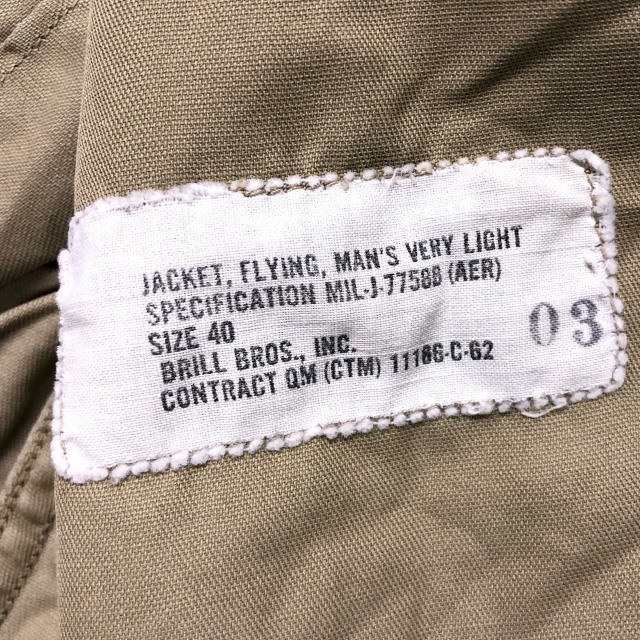 JACKET, FLYING, MAN'S VERY LIGHT
SPECIFICATION MIL-J-7758B (AER)
SIZE 40
BRILL BROS., INC.
CONTRACT QM (CTM) 11166-C-62
03